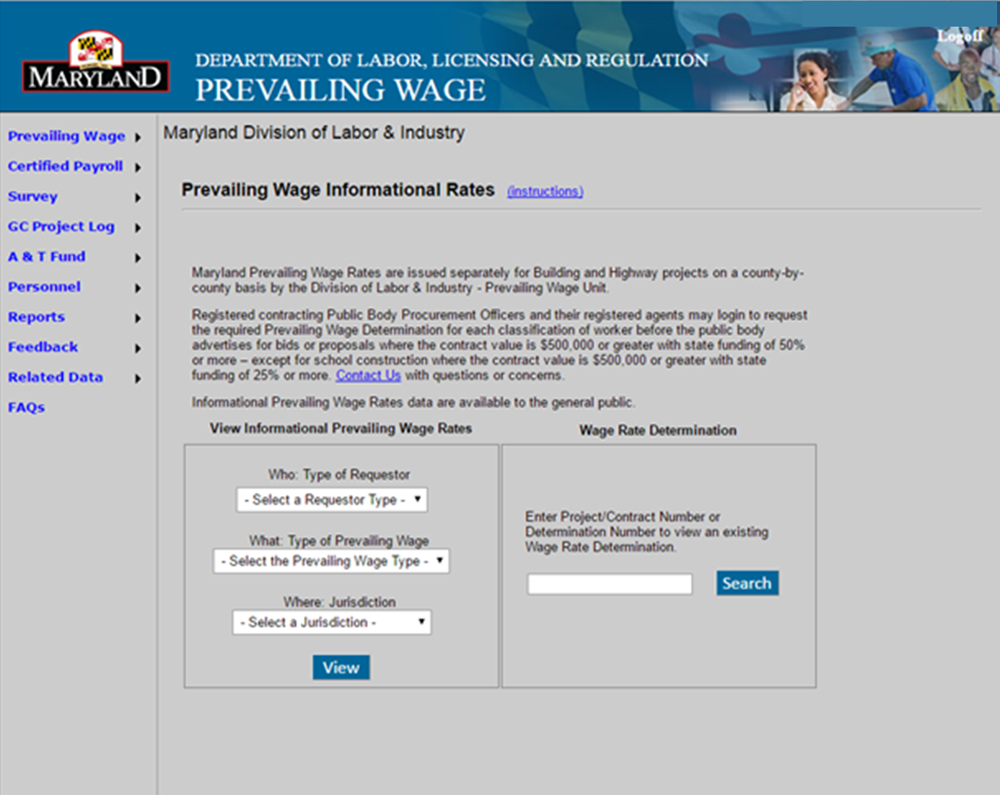 Logoff
MARYLAND
DEPARTMENT OF LABOR, LICENSING AND REGULATION
PREVAILING WAGE
Prevailing Wage
Certified Payroll
Survey
GC Project Log
A & T Fund
Personnel
Reports
Feedback
Related Data
FAQs
Maryland Division of Labor & Industry
Prevailing Wage Informational Rates (instructions)
Maryland Prevailing Wage Rates are issued separately for Building and Highway projects on a county-by-
county basis by the Division of Labor & Industry - Prevailing Wage Unit.
Registered contracting Public Body Procurement Officers and their registered agents may login to request
the required Prevailing Wage Determination for each classification of worker before the public body
advertises for bids or proposals where the contract value is $500,000 or greater with state funding of 50%
or more – except for school construction where the contract value is $500,000 or greater with state
funding of 25% or more. Contact Us with questions or concerns.
Informational Prevailing Wage Rates data are available to the general public.
View Informational Prevailing Wage Rates
Who: Type of Requestor
- Select a Requestor Type -
What: Type of Prevailing Wage
- Select the Prevailing Wage Type -
Where: Jurisdiction
- Select a Jurisdiction -
View
Wage Rate Determination
Enter Project/Contract Number or
Determination Number to view an existing
Wage Rate Determination.
Search